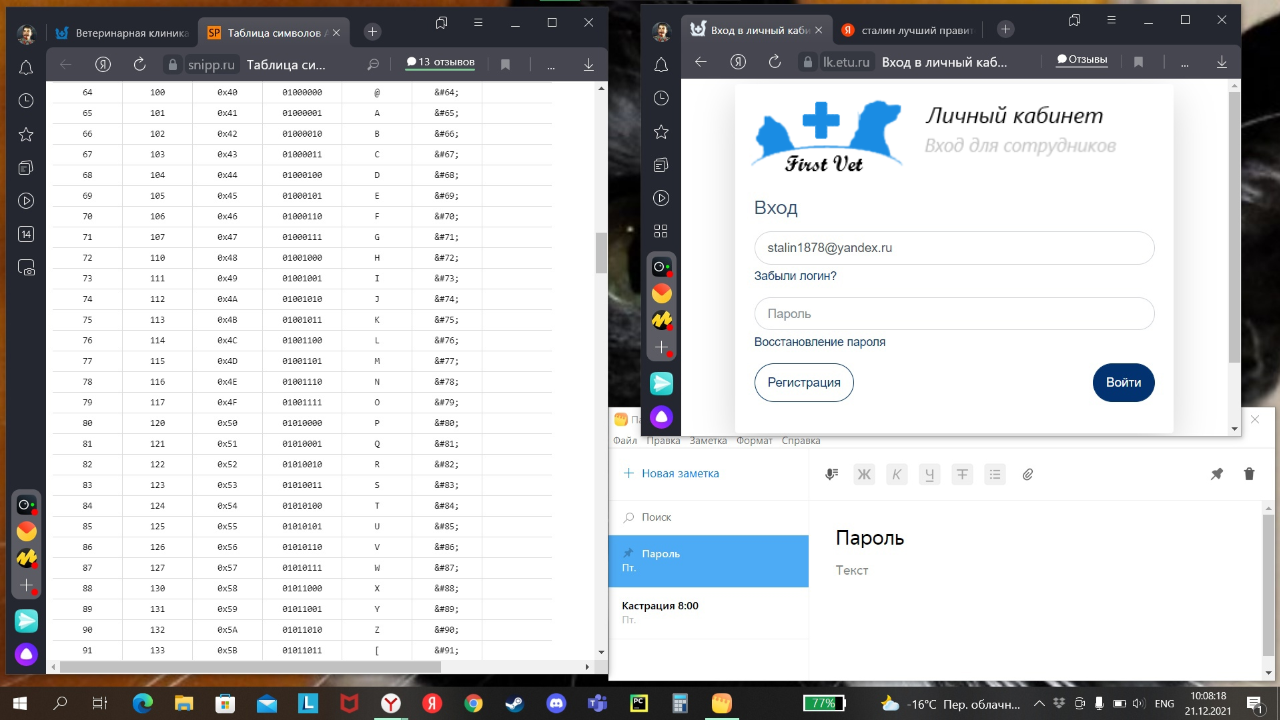 Ветеринарная клиника
Таблица символов
snipp.ru
Таблица си...
13 отзывов
...
64 100 0x40 01000000 @ &#64;
65 101 0x41 01000001 A &#65;
66 102 0x42 01000010 B &#66;
67 103 0x43 01000011 C &#67;
68 104 0x44 01000100 D &#68;
69 105 0x45 01000101 E &#69;
70 106 0x46 01000110 F &#70;
71 107 0x47 01000111 G &#71;
72 110 0x48 01001000 H &#72;
73 111 0x49 01001001 I &#73;
74 112 0x4A 01001010 J &#74;
75 113 0x4B 01001011 K &#75;
76 114 0x4C 01001100 L &#76;
77 115 0x4D 01001101 M &#77;
78 116 0x4E 01001110 N &#78;
79 117 0x4F 01001111 O &#79;
80 120 0x50 01010000 P &#80;
81 121 0x51 01010001 Q &#81;
82 122 0x52 01010010 R &#82;
83 123 0x53 01010011 S &#83;
84 124 0x54 01010100 T &#84;
85 125 0x55 01010101 U &#85;
86 126 0x56 01010110 V &#86;
87 127 0x57 01010111 W &#87;
88 130 0x58 01011000 X &#88;
89 131 0x59 01011001 Y &#89;
90 132 0x5A 01011010 Z &#90;
91 133 0x5B 01011011 [ &#91;
14
Вход в личный каби
сталин лучший правит
lk.etu.ru
Вход в личный каб...
Отзывы
...
First Vet
Личный кабинет
Вход для сотрудников
Вход
stalin1878@yandex.ru
Забыли логин?
Пароль
Восстановление пароля
Регистрация
Войти
Файл Правка Заметка Формат Справка
Новая заметка
Ж К Ч Т
Поиск
Пароль
Пт.
Кастрация 8:00
Пт.
Пароль
Текст
77%
-16°C Пер. облачн...
ENG
10:08:18
21.12.2021